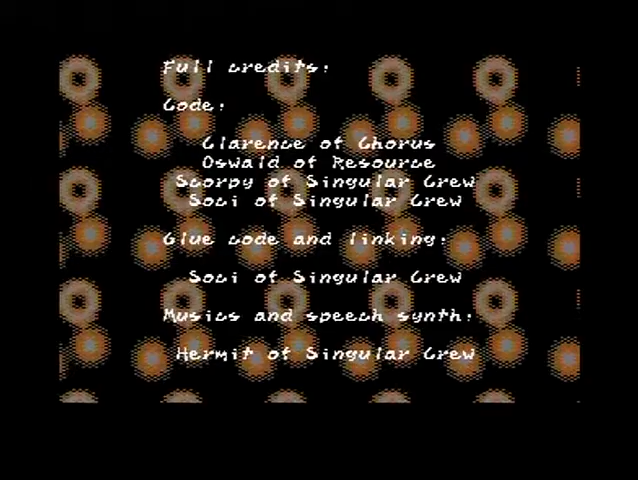 Full credits:
Code:
Clarence of Chorus
Oswald of Resource
Scorpy of Singular Crew
Soci of Singular Crew
Glue code and linking:
Soci of Singular Crew
Musics and speech synth:
Hermit of Singular Crew